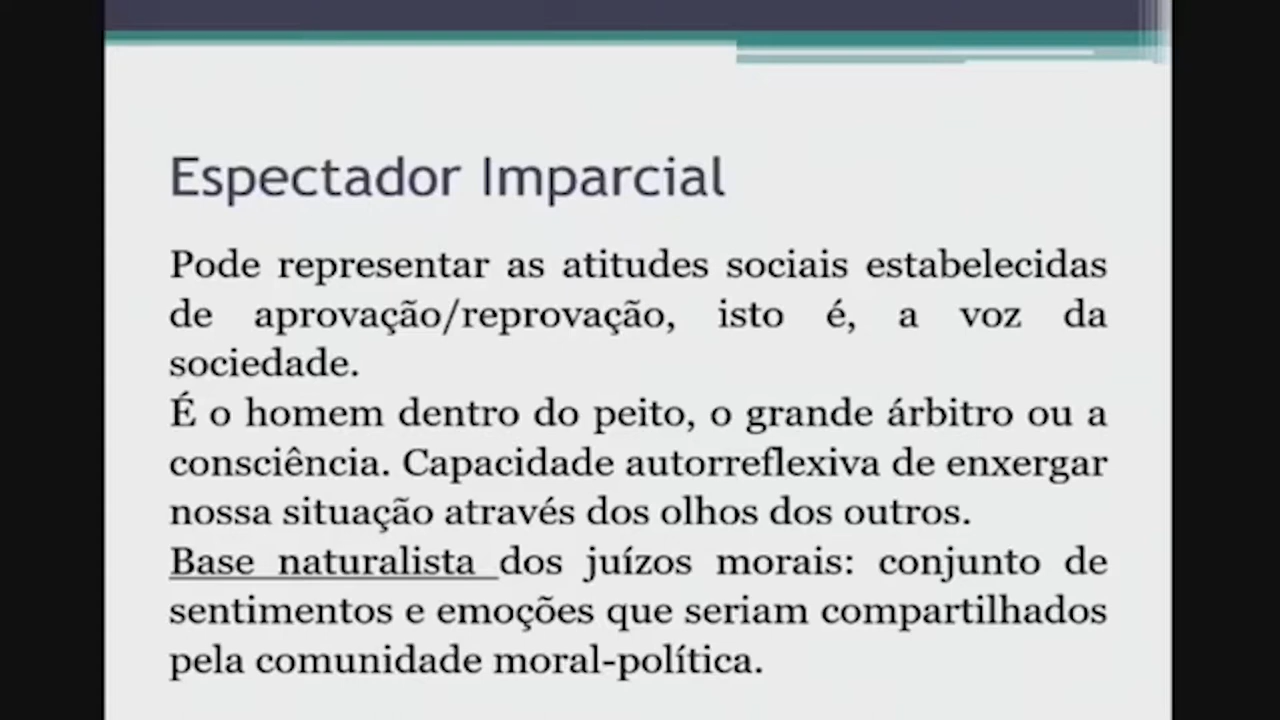 Espectador Imparcial
Pode representar as atitudes sociais estabelecidas
de aprovação/reprovação, isto é, a voz da
sociedade.
É o homem dentro do peito, o grande árbitro ou a
consciência. Capacidade autorreflexiva de enxergar
nossa situação através dos olhos dos outros.
Base naturalista dos juízos morais: conjunto de
sentimentos e emoções que seriam compartilhados
pela comunidade moral-política.